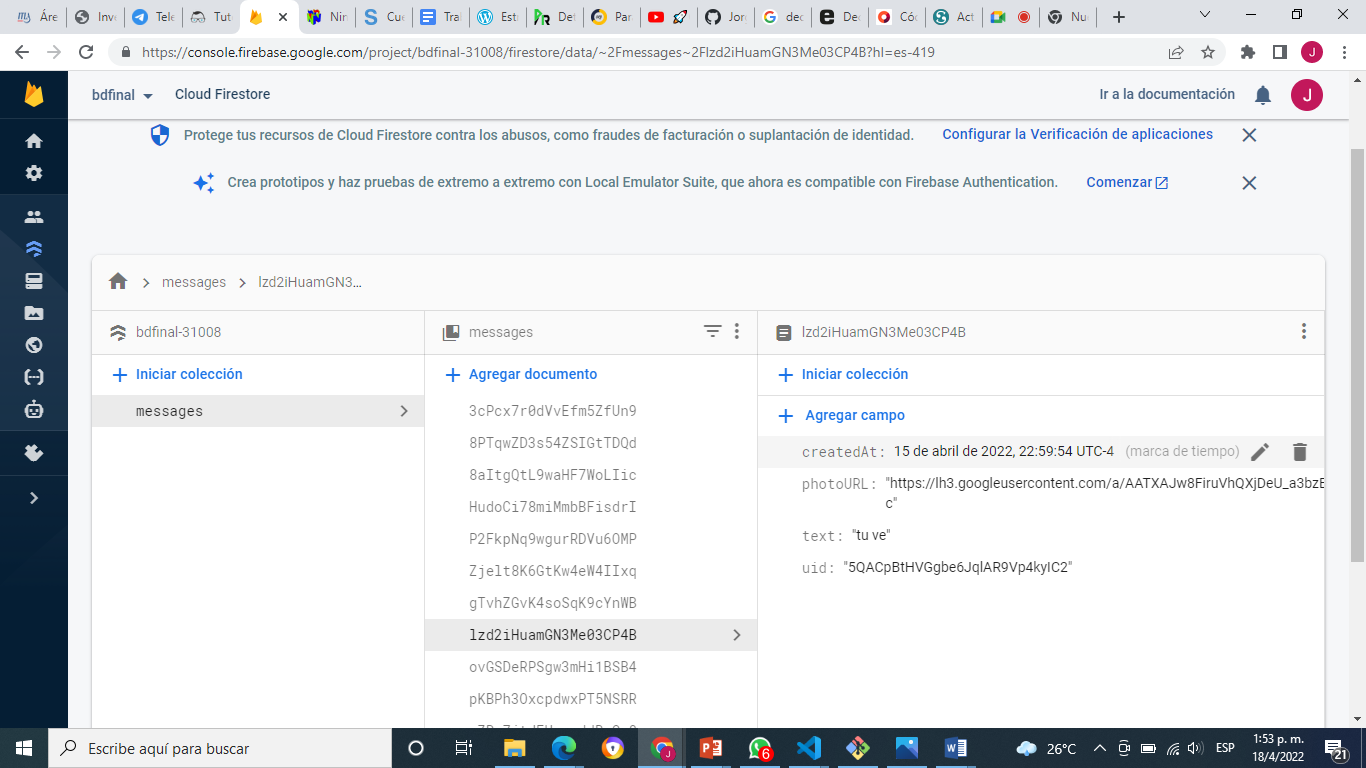 Áre
Inve
Tele
Tut
Nin
Cue
Tra
Est
Det
Par
Jor
dec
Dec
Cóc
Act
Nu
https://console.firebase.google.com/project/bdfinal-31008/firestore/data/~2Fmessages~2Flzd2iHuamGN3Me03CP4B?hl=es-419
J
bdfinal
Cloud Firestore
Ir a la documentación
J
Protege tus recursos de Cloud Firestore contra los abusos, como fraudes de facturación o suplantación de identidad.
Configurar la Verificación de aplicaciones
Crea prototipos y haz pruebas de extremo a extremo con Local Emulator Suite, que ahora es compatible con Firebase Authentication.
Comenzar
messages
lzd2iHuamGN3...
bdfinal-31008
Iniciar colección
messages
messages
Agregar documento
3cPcx7r0dVvEfm5ZfUn9
8PTqwZD3s54ZSIGtTDQd
8aItgQtL9waHF7WoLIic
HudoCi78miMmbBFisdrI
P2FkpNq9wgurRDVu6OMP
Zjelt8K6GtKw4eW4IIxq
gTvhZGvK4soSqK9cYnWB
lzd2iHuamGN3Me03CP4B
ovGSDeRPSgw3mHi1BSB4
pKBPh3OxcpdwxPT5NSRR
lzd2iHuamGN3Me03CP4B
Iniciar colección
Agregar campo
createdAt: 15 de abril de 2022, 22:59:54 UTC-4 (marca de tiempo)
photoURL: "https://lh3.googleusercontent.com/a/AATXAJw8FiruVhQXjDeU_a3bzE
c"
text: "tu ve"
uid: "5QACpBtHVGgbe6JqlAR9Vp4kyIC2"
Escribe aquí para buscar
6
26°C
ESP
1:53 p. m.
18/4/2022
21